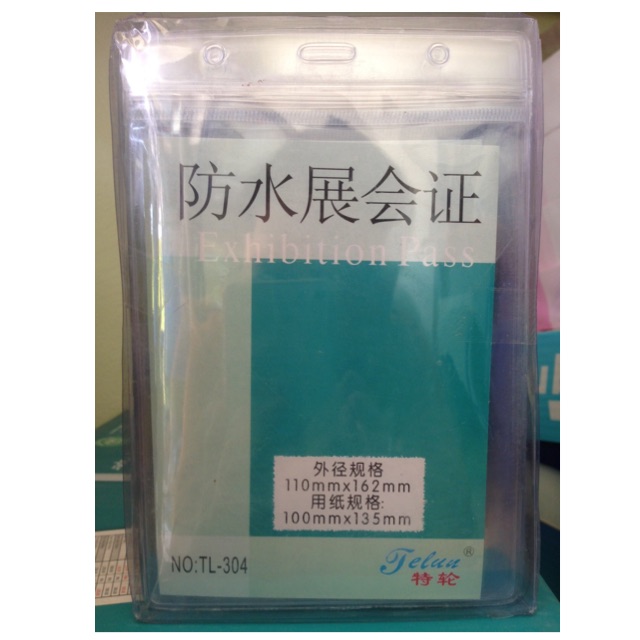 防水展会证
Exhibition Pass
外径规格
110mmx162mm
用纸规格:
100mmx135mm
NO:TL-304
Telun®
特轮